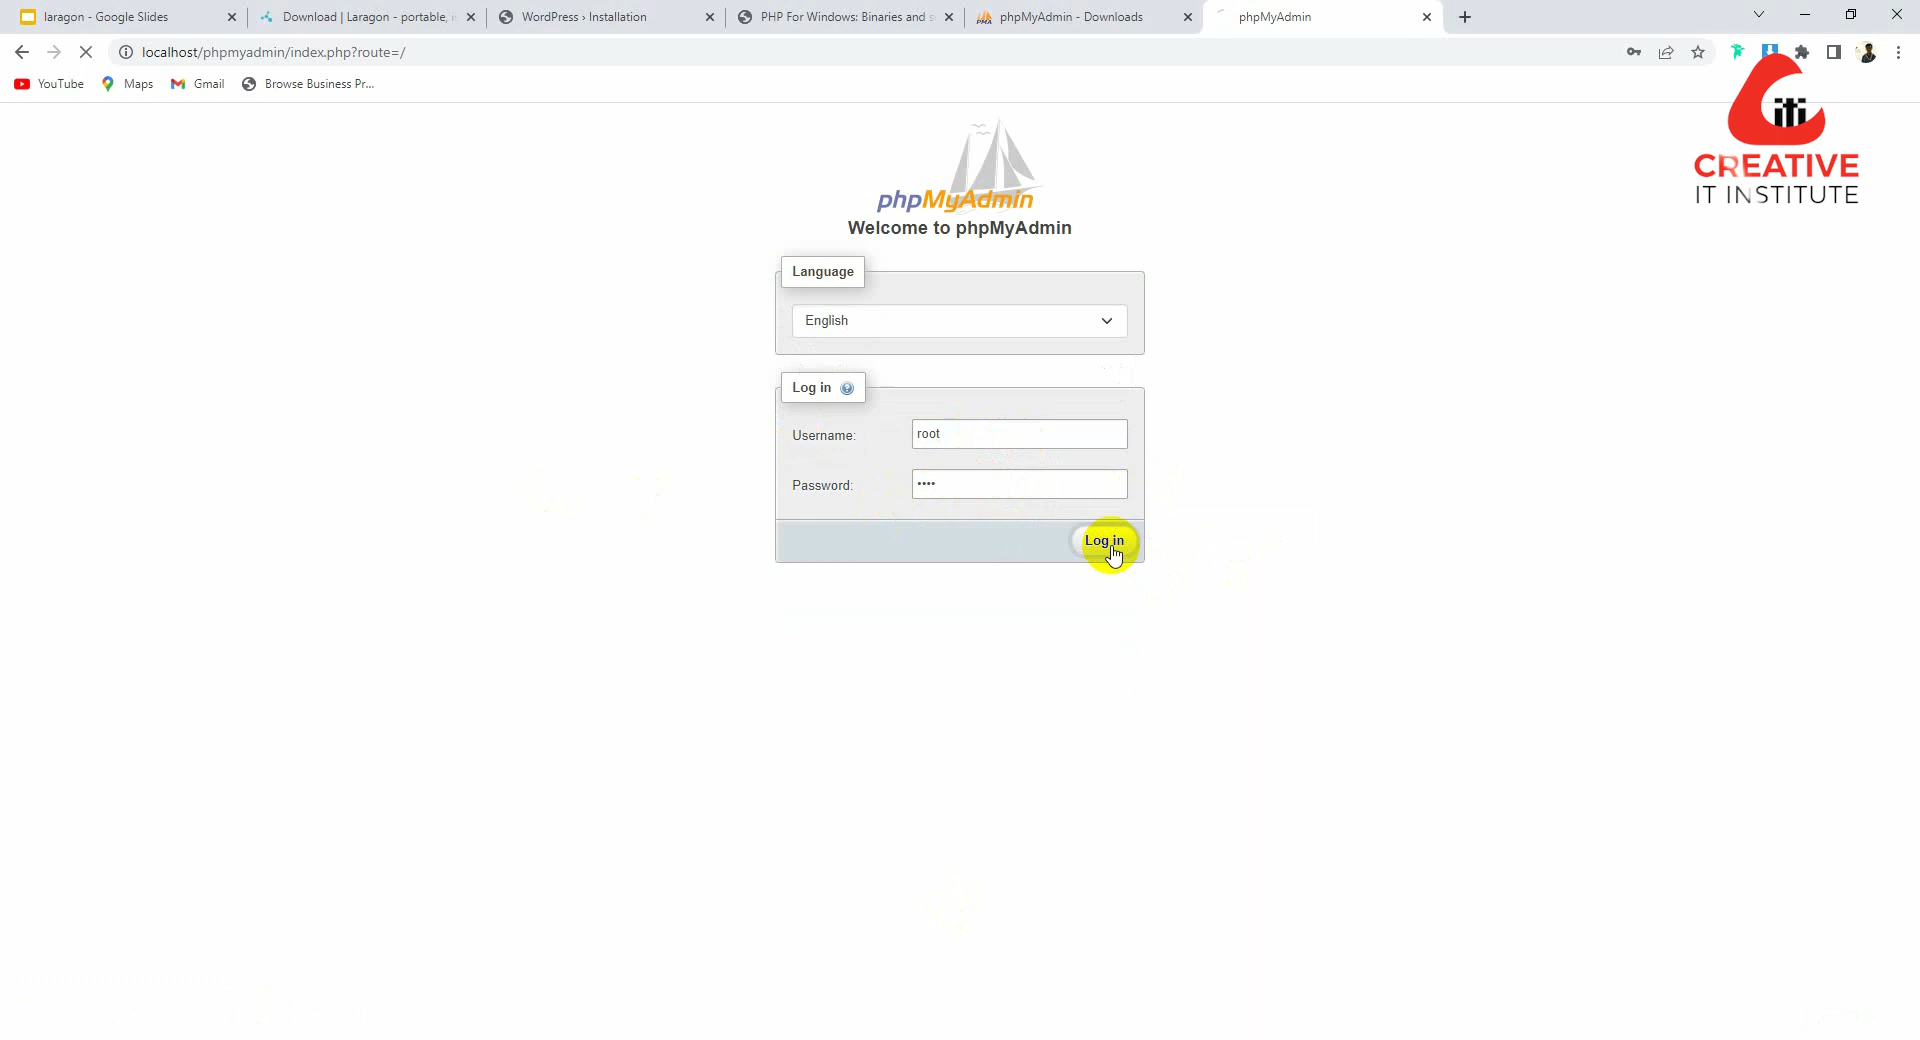 laragon - Google Slides
Download | Laragon - portable, i
WordPress › Installation
PHP For Windows: Binaries and s
phpMyAdmin - Downloads
phpMyAdmin
localhost/phpmyadmin/index.php?route=/
YouTube
Maps
Gmail
Browse Business Pr...
iti
CREATIVE
IT INSTITUTE
phpMyAdmin
Welcome to phpMyAdmin
Language
English
Log in
Username:
root
Password:
••••
Log in